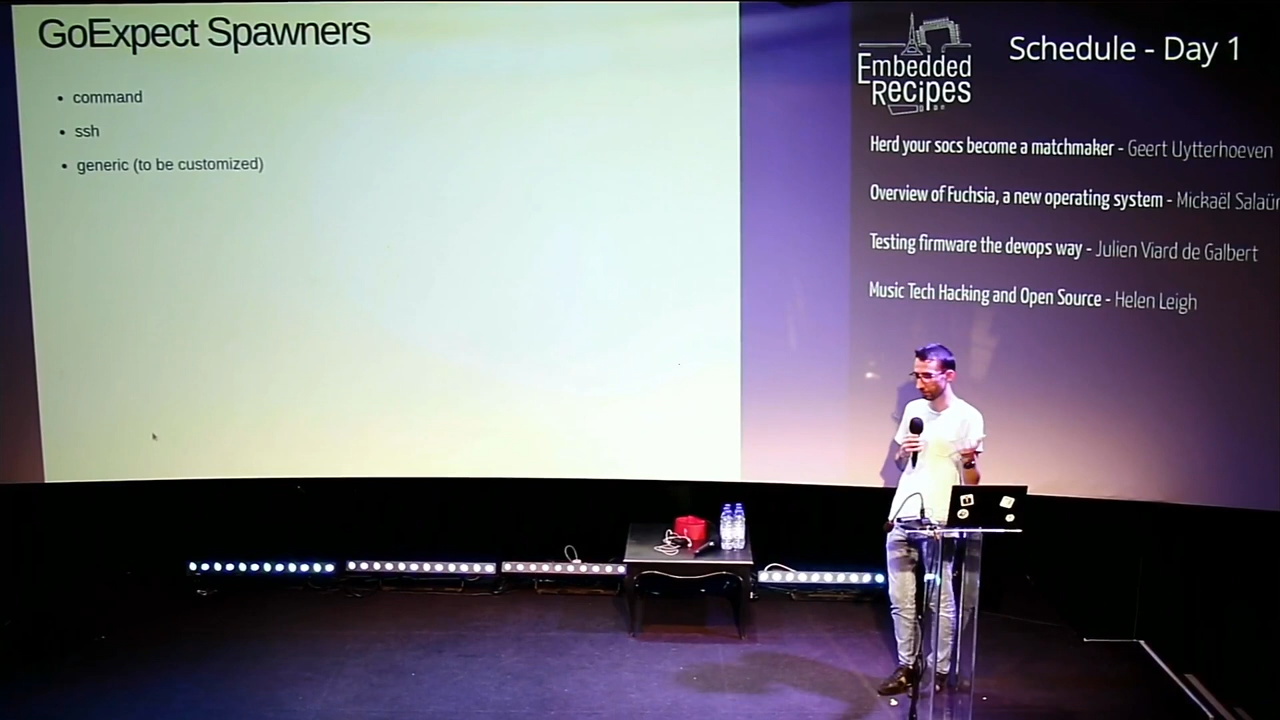 GoExpect Spawners
• command
• ssh
• generic (to be customized)
Embedded
Recipes
Schedule - Day 1
Herd your socs become a matchmaker - Geert Uytterhoeven
Overview of Fuchsia, a new operating system - Mickaël Salaün
Testing firmware the devops way - Julien Viard de Galbert
Music Tech Hacking and Open Source - Helen Leigh